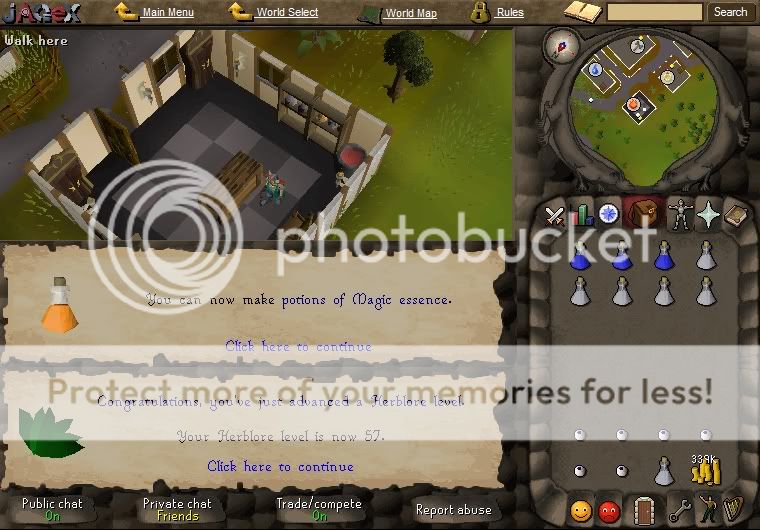 JAGeX
Main Menu
World Select
World Map
Rules
Search
Walk here
photobucket
You can now make potions of Magic essence.
Click here to continue
Protect more of your memories for less!
Congratulations, you've just advanced a Herblore level.
Your Herblore level is now 57.
Click here to continue
339K
Public chat
On
Private chat
Friends
Trade/compete
On
Report abuse